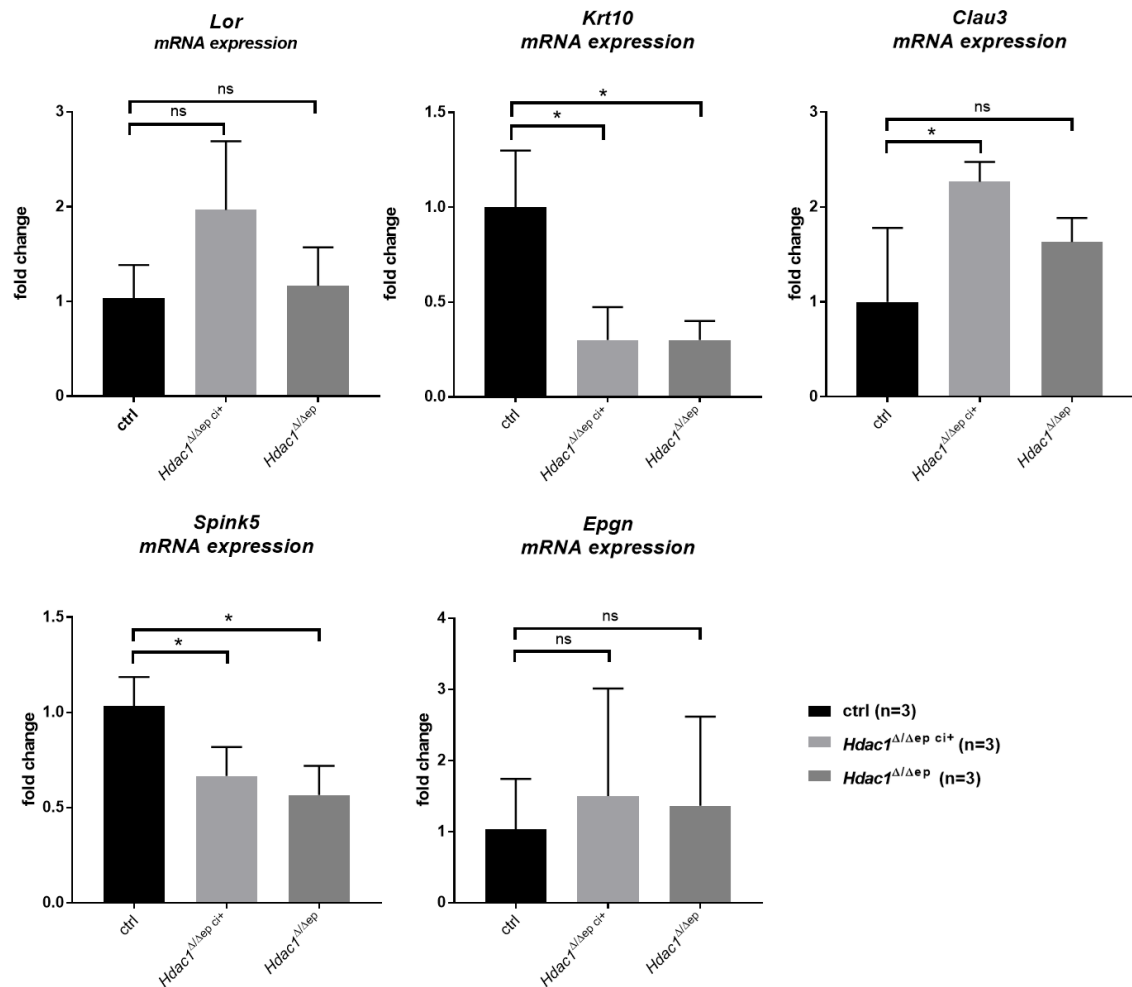 Lor
mRNA expression
ns
ns
3
2
1
0
fold change
ctrl
Hdac1Δ/Δep ci+
Hdac1Δ/Δep
Krt10
mRNA expression
*
*
1.5
1.0
0.5
0.0
fold change
ctrl
Hdac1Δ/Δep ci+
Hdac1Δ/Δep
Clau3
mRNA expression
ns
*
3
2
1
0
fold change
ctrl
Hdac1Δ/Δep ci+
Hdac1Δ/Δep
Spink5
mRNA expression
*
*
1.5
1.0
0.5
0.0
fold change
ctrl
Hdac1Δ/Δep ci+
Hdac1Δ/Δep
Epgn
mRNA expression
ns
ns
4
3
2
1
0
fold change
ctrl
Hdac1Δ/Δep ci+
Hdac1Δ/Δep
ctrl (n=3)
Hdac1Δ/Δep ci+ (n=3)
Hdac1Δ/Δep (n=3)